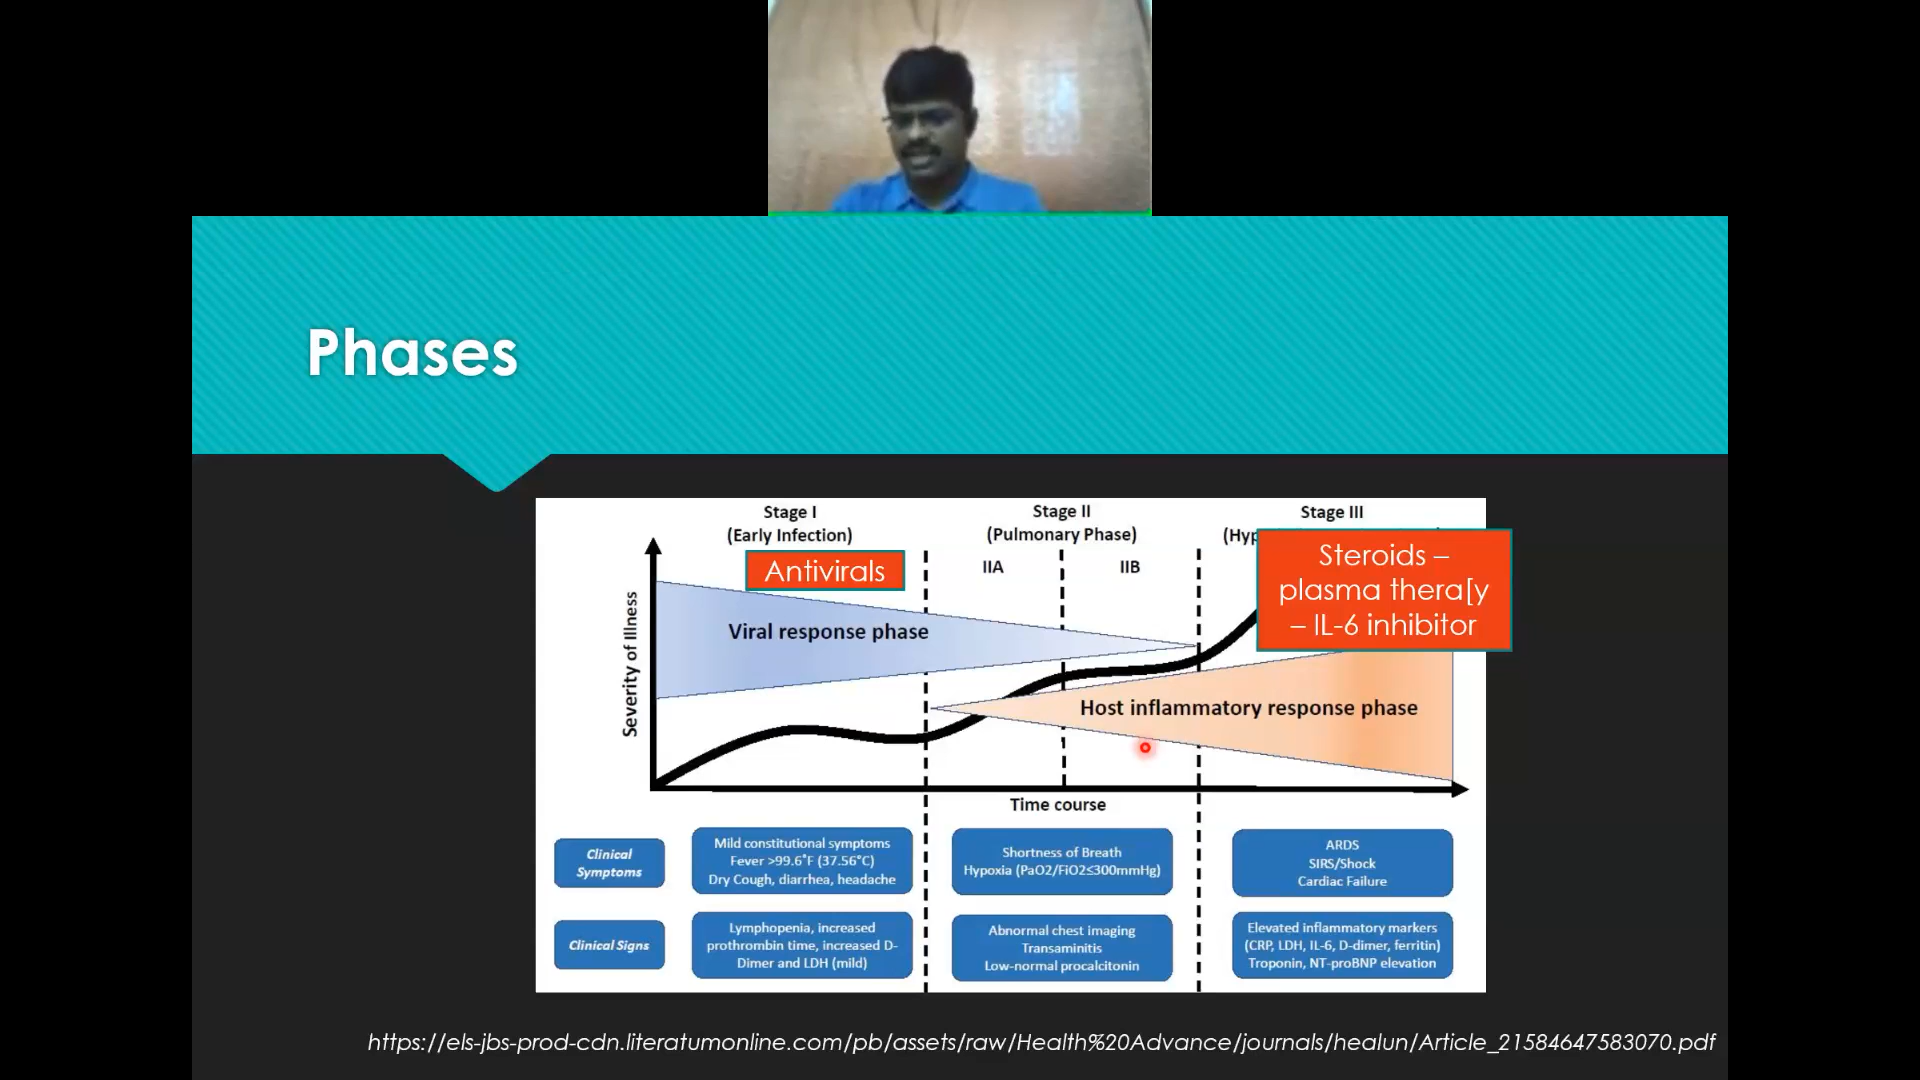 Phases
Stage I
(Early Infection)
Stage II
(Pulmonary Phase)
Stage III
(Hyp
Antivirals
IIA
IIB
Steroids –
plasma thera[y
– IL-6 inhibitor
Severity of Illness
Viral response phase
Host inflammatory response phase
Time course
Clinical
Symptoms
Mild constitutional symptoms
Fever >99.6°F (37.56°C)
Dry Cough, diarrhea, headache
Shortness of Breath
Hypoxia (PaO2/FiO2≤300mmHg)
ARDS
SIRS/Shock
Cardiac Failure
Clinical Signs
Lymphopenia, increased
prothrombin time, increased D-
Dimer and LDH (mild)
Abnormal chest imaging
Transaminitis
Low-normal procalcitonin
Elevated inflammatory markers
(CRP, LDH, IL-6, D-dimer, ferritin)
Troponin, NT-proBNP elevation
https://els-jbs-prod-cdn.literatumonline.com/pb/assets/raw/Health%20Advance/journals/healun/Article_21584647583070.pdf